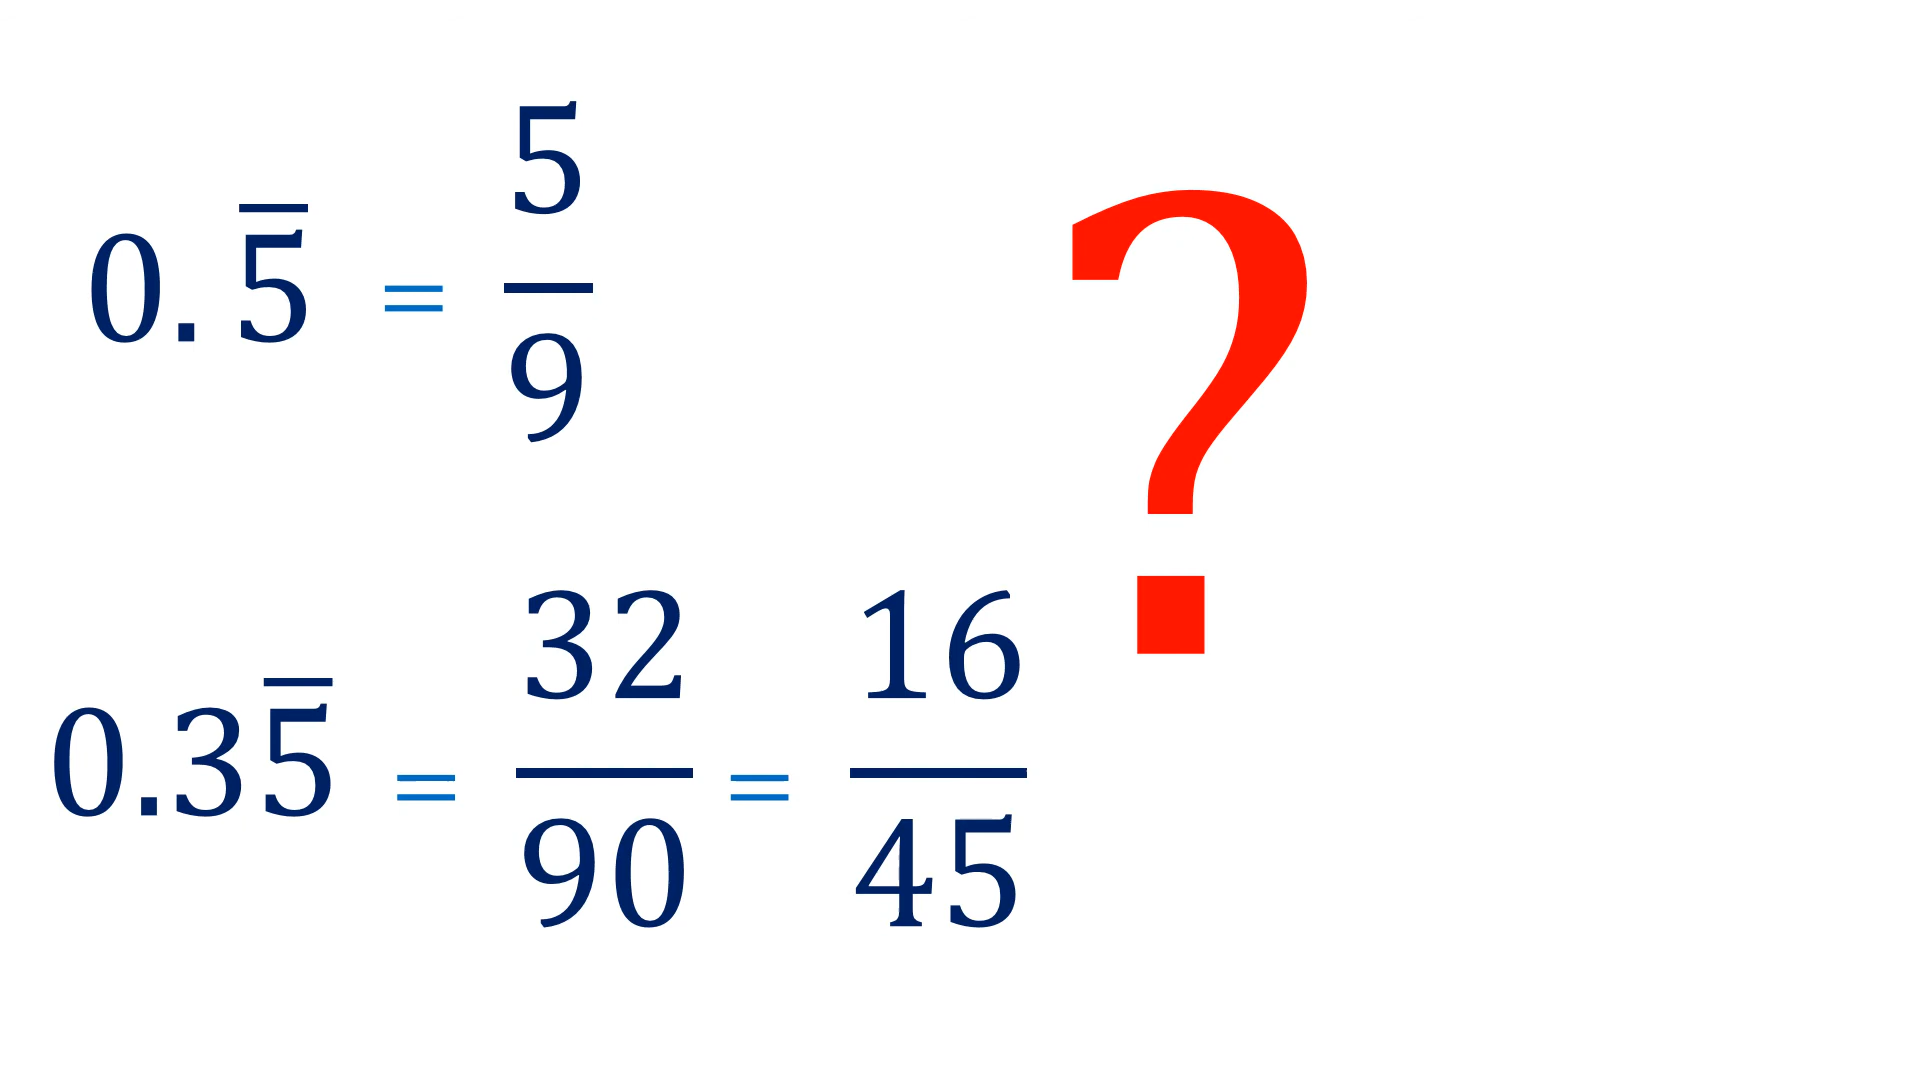 0.5̅ = 5/9
?
0.35̅ = 32/90 = 16/45